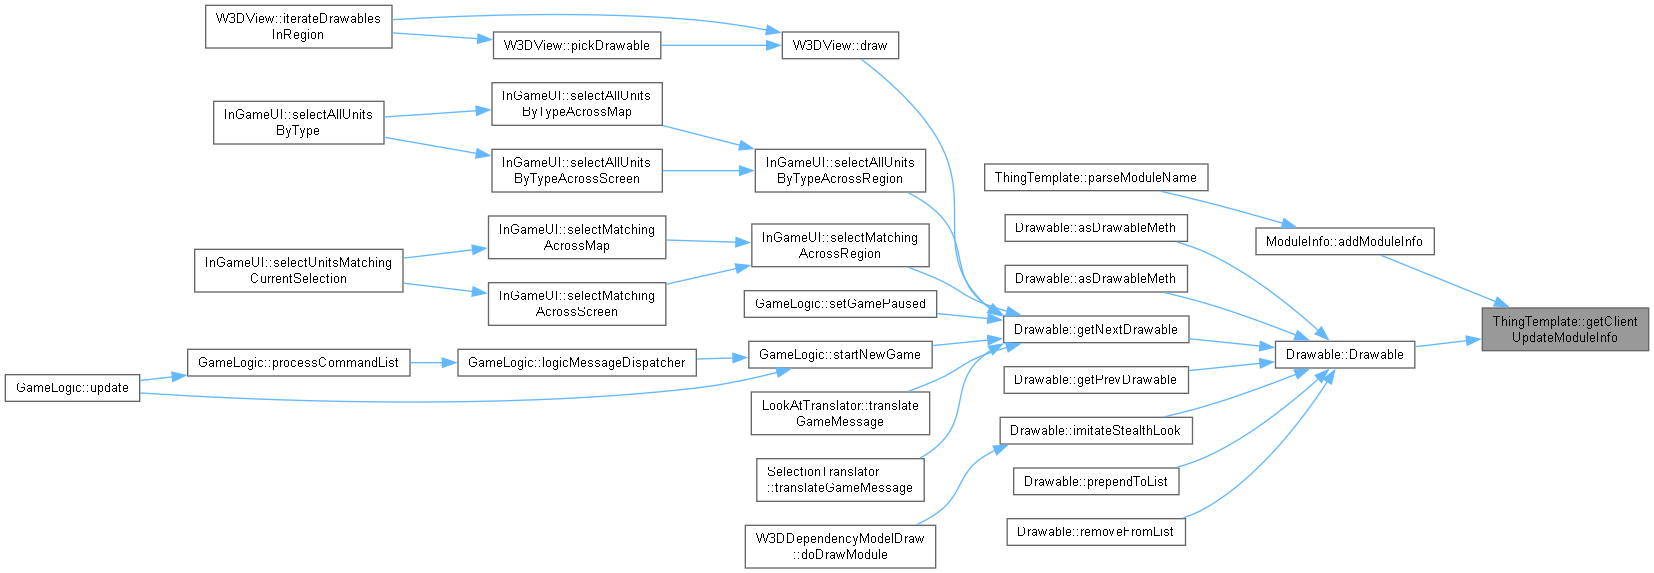 W3DView::iterateDrawables
InRegion
W3DView::pickDrawable
W3DView::draw
InGameUI::selectAllUnits
ByTypeAcrossMap
InGameUI::selectAllUnits
ByType
InGameUI::selectAllUnits
ByTypeAcrossScreen
InGameUI::selectAllUnits
ByTypeAcrossRegion
ThingTemplate::parseModuleName
Drawable::asDrawableMeth
ModuleInfo::addModuleInfo
InGameUI::selectMatching
AcrossMap
InGameUI::selectMatching
AcrossRegion
InGameUI::selectUnitsMatching
CurrentSelection
Drawable::asDrawableMeth
InGameUI::selectMatching
AcrossScreen
GameLogic::setGamePaused
Drawable::getNextDrawable
ThingTemplate::getClient
UpdateModuleInfo
GameLogic::startNewGame
Drawable::Drawable
GameLogic::processCommandList
GameLogic::logicMessageDispatcher
GameLogic::update
Drawable::getPrevDrawable
LookAtTranslator::translate
GameMessage
Drawable::imitateStealthLook
SelectionTranslator
::translateGameMessage
Drawable::prependToList
Drawable::removeFromList
W3DDependencyModelDraw
::doDrawModule